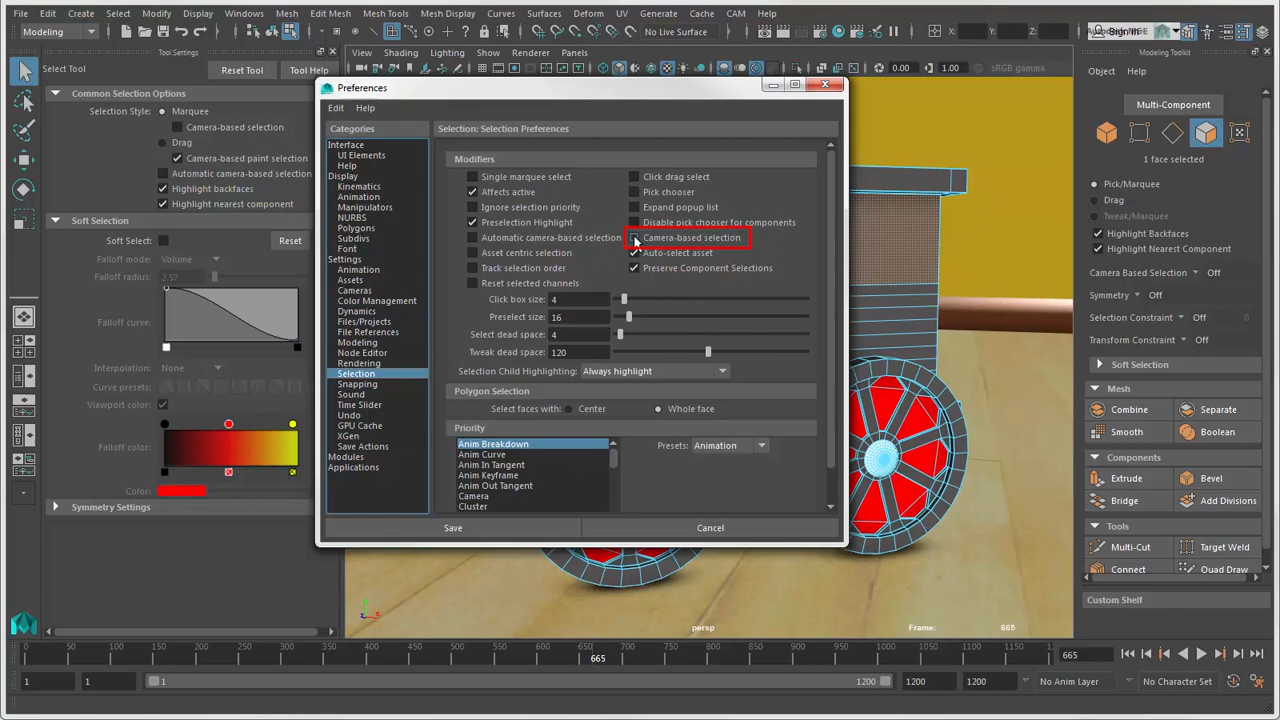 File Edit Create Select Modify Display Windows Mesh Edit Mesh Mesh Tools Mesh Display Curves Surfaces Deform UV Generate Cache CAM Help
Modeling No Live Surface X: Y: Z: Sign In
Tool Settings
Select Tool Reset Tool Tool Help
Common Selection Options
Selection Style: Marquee
Camera-based selection
Drag
Camera-based paint selection
Automatic camera-based selection
Highlight backfaces
Highlight nearest component
Soft Selection
Soft Select: Reset
Falloff mode: Volume
Falloff radius: 2.57
Falloff curve:
Interpolation: None
Curve presets:
Viewport color:
Falloff color:
Color:
Symmetry Settings
View Shading Lighting Show Renderer Panels
0.00 1.00 sRGB gamma
Preferences
Edit Help
Categories
Interface
UI Elements
Help
Display
Kinematics
Animation
Manipulators
NURBS
Polygons
Subdivs
Font
Settings
Animation
Assets
Cameras
Color Management
Dynamics
Files/Projects
File References
Modeling
Node Editor
Rendering
Selection
Snapping
Sound
Time Slider
Undo
GPU Cache
XGen
Save Actions
Modules
Applications
Selection: Selection Preferences
Modifiers
Single marquee select Click drag select
Affects active Pick chooser
Ignore selection priority Expand popup list
Preselection Highlight Disable pick chooser for components
Automatic camera-based selection Camera-based selection
Asset centric selection Auto-select asset
Track selection order Preserve Component Selections
Reset selected channels
Click box size: 4
Preselect size: 16
Select dead space: 4
Tweak dead space: 120
Selection Child Highlighting: Always highlight
Polygon Selection
Select faces with: Center Whole face
Priority
Anim Breakdown Presets: Animation
Anim Curve
Anim In Tangent
Anim Keyframe
Anim Out Tangent
Camera
Cluster
Save Cancel
persp Frame: 665
Modeling Toolkit
Object Help
Multi-Component
1 face selected
Pick/Marquee
Drag
Tweak/Marquee
Highlight Backfaces
Highlight Nearest Component
Camera Based Selection Off
Symmetry Off
Selection Constraint Off 0
Transform Constraint Off
Soft Selection
Mesh
Combine Separate
Smooth Boolean
Components
Extrude Bevel
Bridge Add Divisions
Tools
Multi-Cut Target Weld
Connect Quad Draw
Custom Shelf
0 50 100 150 200 250 300 350 400 450 500 550 600 650 700 750 800 850 900 950 1000 1050 1100 1150
665 665
1 1 1 1200 1200 1200 No Anim Layer No Character Set